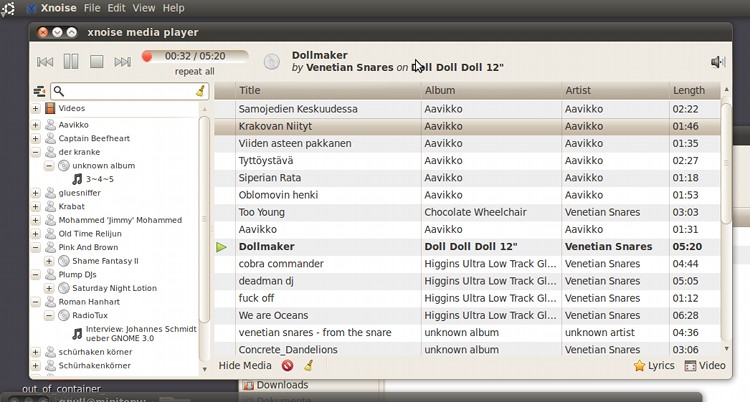 Xnoise File Edit View Help
xnoise media player
00:32 / 05:20
repeat all
Dollmaker
by Venetian Snares on Doll Doll Doll 12"
Videos
Aavikko
Captain Beefheart
der kranke
unknown album
3~4~5
gluesniffer
Krabat
Mohammed 'Jimmy' Mohammed
Old Time Relijun
Pink And Brown
Shame Fantasy II
Plump DJs
Saturday Night Lotion
Roman Hanhart
RadioTux
Interview: Johannes Schmidt
ueber GNOME 3.0
schürhaken körner
Schürhakenkörner
Title Album Artist Length
Samojedien Keskuudessa Aavikko Aavikko 02:22
Krakovan Niityt Aavikko Aavikko 01:46
Viiden asteen pakkanen Aavikko Aavikko 01:35
Tyttöystävä Aavikko Aavikko 02:27
Siperian Rata Aavikko Aavikko 01:18
Oblomovin henki Aavikko Aavikko 01:53
Too Young Chocolate Wheelchair Venetian Snares 03:03
Aavikko Aavikko Aavikko 01:31
Dollmaker Doll Doll Doll 12" Venetian Snares 05:20
cobra commander Higgins Ultra Low Track Gl... Venetian Snares 04:44
deadman dj Higgins Ultra Low Track Gl... Venetian Snares 05:05
fuck off Higgins Ultra Low Track Gl... Venetian Snares 01:12
We are Oceans Higgins Ultra Low Track Gl... Venetian Snares 06:28
venetian snares - from the snare unknown album unknown artist 04:36
Concrete_Dandelions unknown album Venetian Snares 03:06
Hide Media Lyrics Video
out_of_container
Downloads